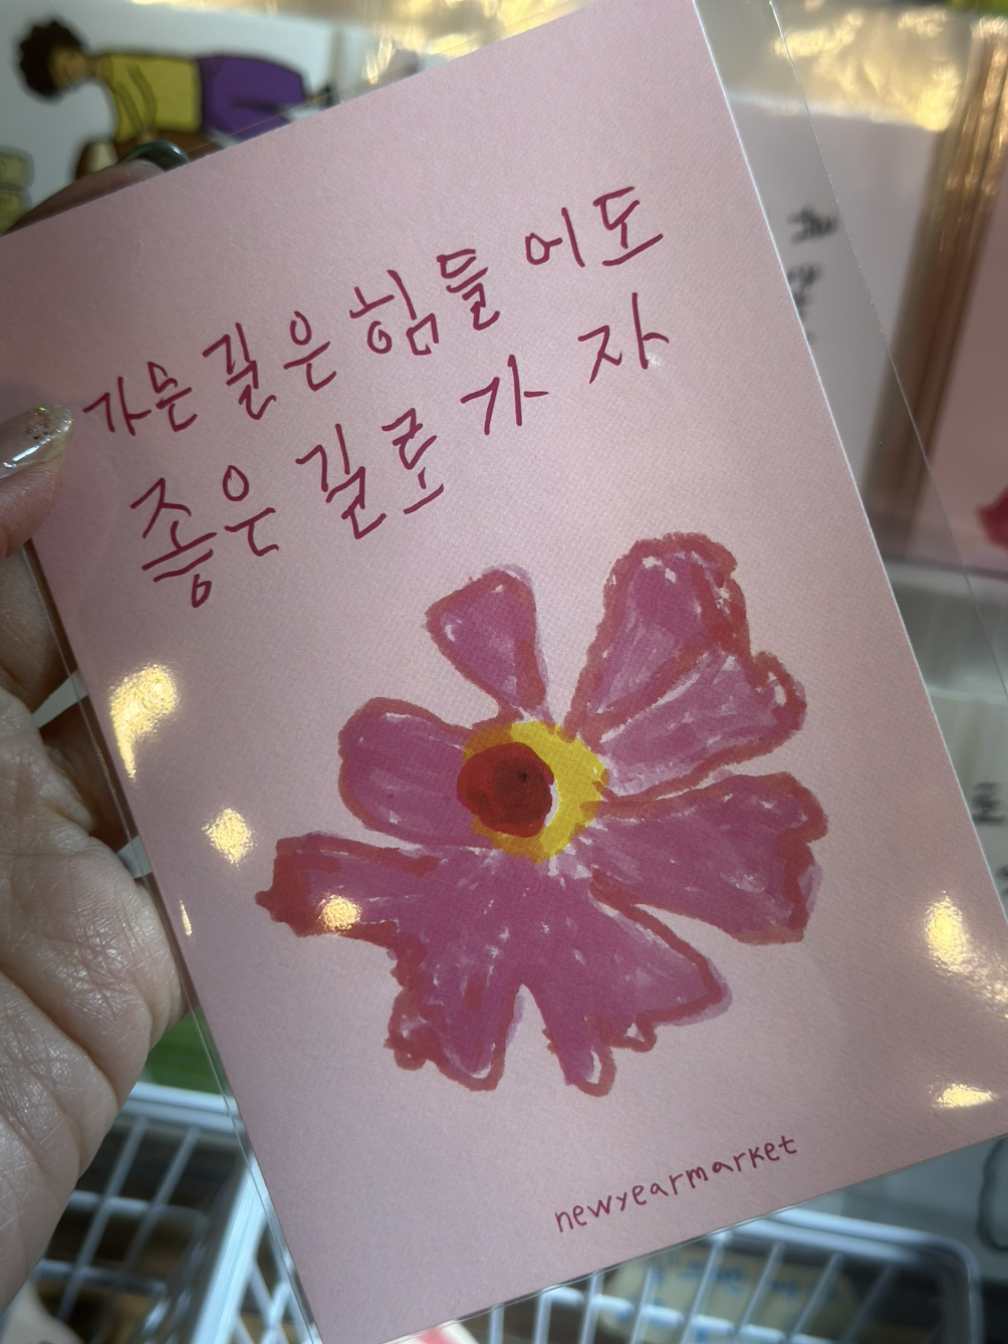 가는 길은 힘들 어도
좋은 길로 가 자
newyearmarket